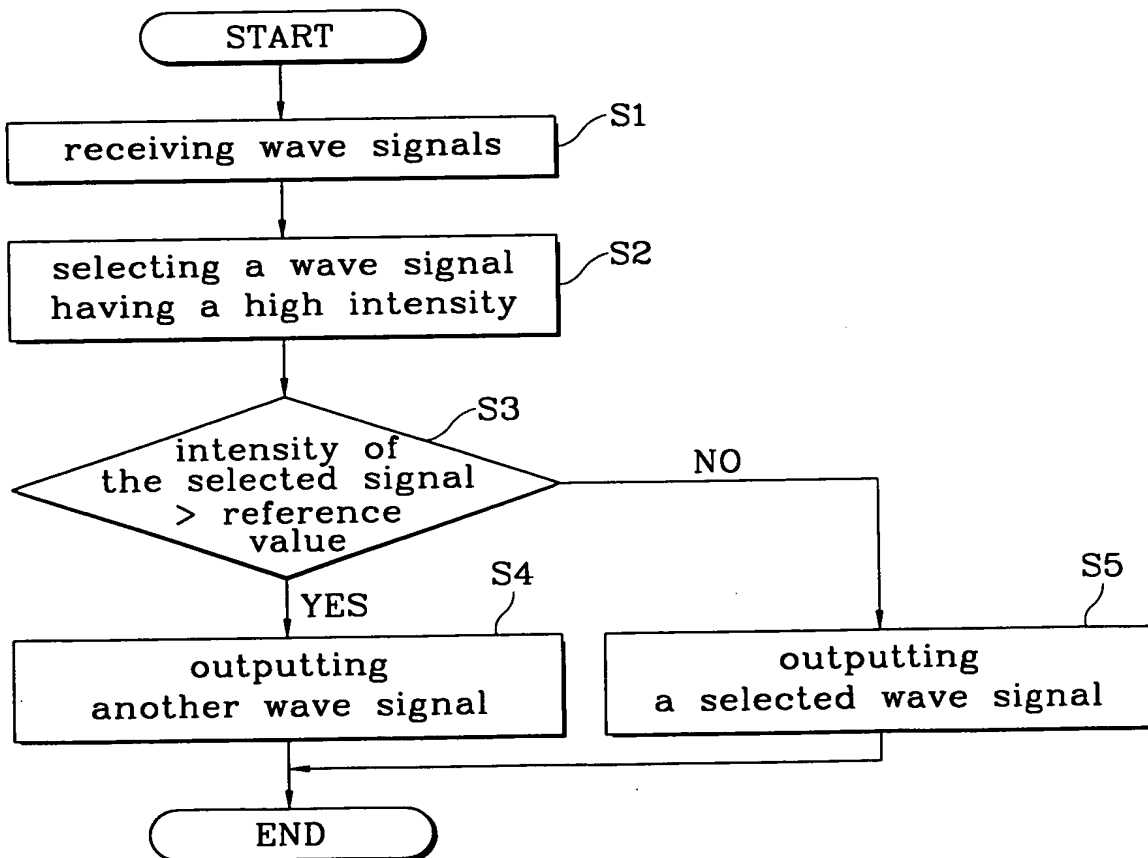 START
S1
receiving wave signals
S2
selecting a wave signal
having a high intensity
S3
intensity of
the selected signal
> reference
value
NO
YES
S4
outputting
another wave signal
S5
outputting
a selected wave signal
END